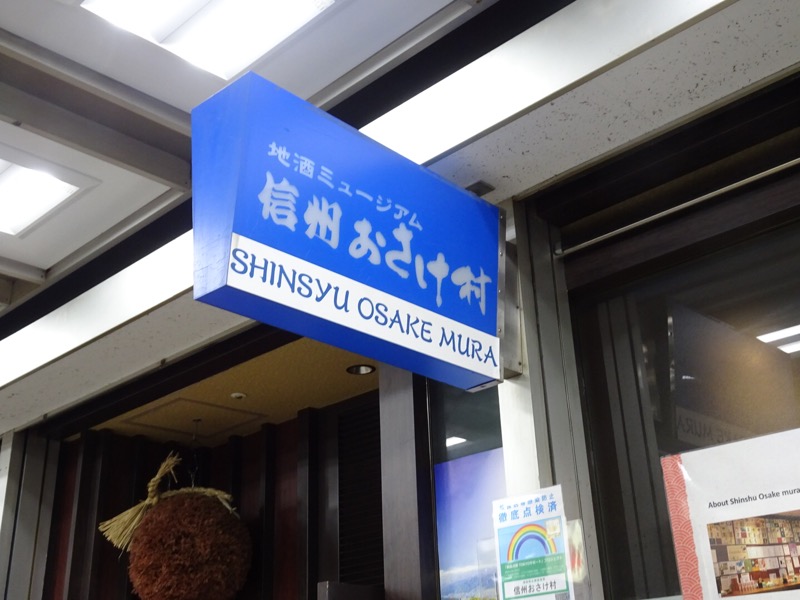 地酒ミュージアム
信州おさけ村
SHINSYU OSAKE MURA
徹底点検済
信州おさけ村
About Shinshu Osake mura